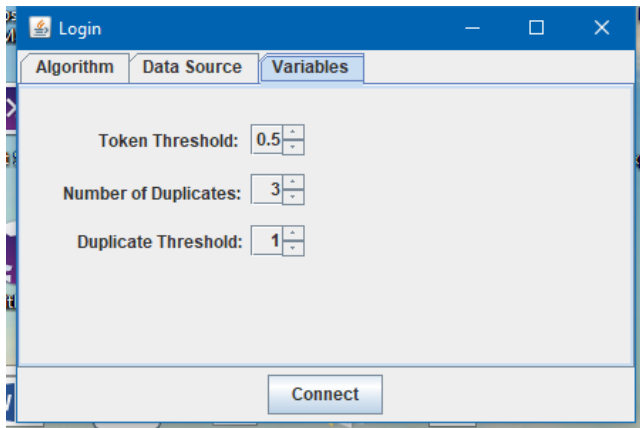 Login
Algorithm Data Source Variables
Token Threshold: 0.5
Number of Duplicates: 3
Duplicate Threshold: 1
Connect